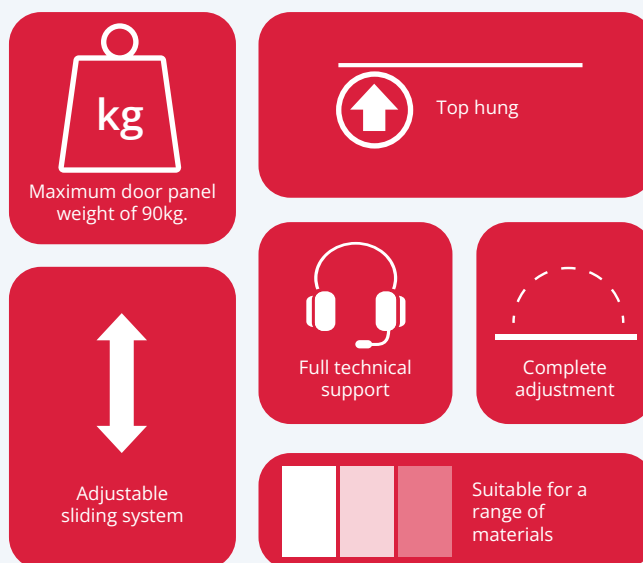 kg
Maximum door panel
weight of 90kg.
Top hung
Full technical
support
Complete
adjustment
Adjustable
sliding system
Suitable for a
range of
materials